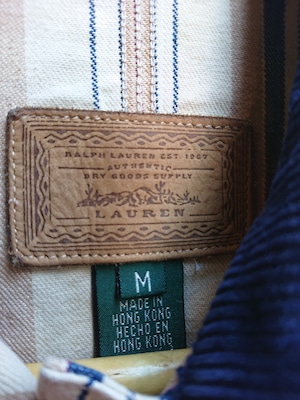 RALPH LAUREN EST. 1967
AUTHENTIC
DRY GOODS SUPPLY
LAUREN
M
MADE IN
HONG KONG
HECHO EN
HONG KONG